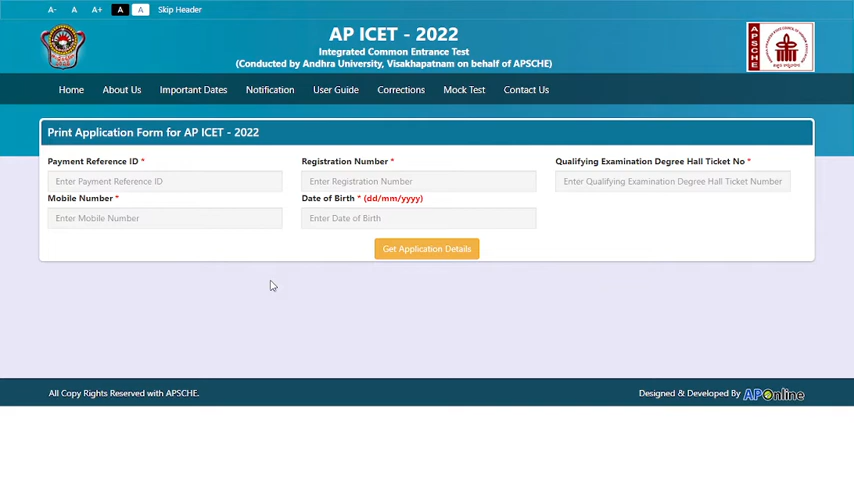 A- A A+ A A Skip Header
AP ICET - 2022
Integrated Common Entrance Test
(Conducted by Andhra University, Visakhapatnam on behalf of APSCHE)
APSCHE
Home About Us Important Dates Notification User Guide Corrections Mock Test Contact Us
Print Application Form for AP ICET - 2022
Payment Reference ID * Registration Number * Qualifying Examination Degree Hall Ticket No *
Enter Payment Reference ID Enter Registration Number Enter Qualifying Examination Degree Hall Ticket Number
Mobile Number * Date of Birth * (dd/mm/yyyy)
Enter Mobile Number Enter Date of Birth
Get Application Details
All Copy Rights Reserved with APSCHE. Designed & Developed By APOnline